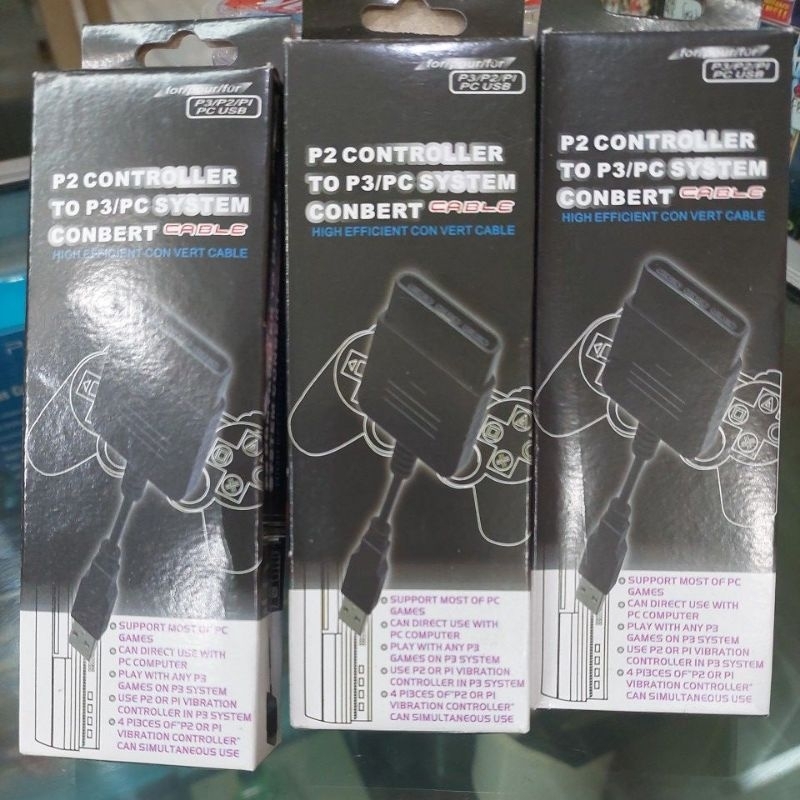 for/pour/für
P3/P2/PI
PC USB
P2 CONTROLLER
TO P3/PC SYSTEM
CONBERT CABLE
HIGH EFFICIENT CON VERT CABLE
SUPPORT MOST OF PC
GAMES
CAN DIRECT USE WITH
PC COMPUTER
PLAY WITH ANY P3
GAMES ON P3 SYSTEM
USE P2 OR PI VIBRATION
CONTROLLER IN P3 SYSTEM
4 PI3CES OF"P2 OR PI
VIBRATION CONTROLLER"
CAN SIMULTANEOUS USE
for/pour/für
P3/P2/PI
PC USB
P2 CONTROLLER
TO P3/PC SYSTEM
CONBERT CABLE
HIGH EFFICIENT CON VERT CABLE
SUPPORT MOST OF PC
GAMES
CAN DIRECT USE WITH
PC COMPUTER
PLAY WITH ANY P3
GAMES ON P3 SYSTEM
USE P2 OR PI VIBRATION
CONTROLLER IN P3 SYSTEM
4 PI3CES OF"P2 OR PI
VIBRATION CONTROLLER"
CAN SIMULTANEOUS USE
for/pour/für
P3/P2/PI
PC USB
P2 CONTROLLER
TO P3/PC SYSTEM
CONBERT CABLE
HIGH EFFICIENT CON VERT CABLE
SUPPORT MOST OF PC
GAMES
CAN DIRECT USE WITH
PC COMPUTER
PLAY WITH ANY P3
GAMES ON P3 SYSTEM
USE P2 OR PI VIBRATION
CONTROLLER IN P3 SYSTEM
4 PI3CES OF"P2 OR PI
VIBRATION CONTROLLER"
CAN SIMULTANEOUS USE